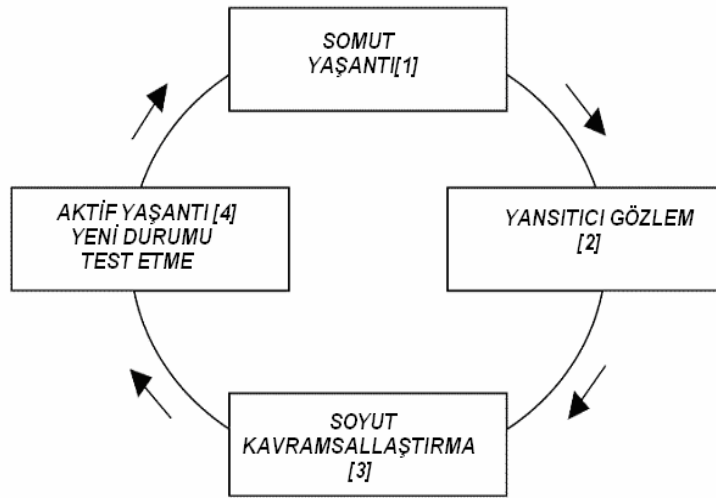 SOMUT
YAŞANTI[1]
YANSITICI GÖZLEM
[2]
SOYUT
KAVRAMSALLAŞTIRMA
[3]
AKTİF YAŞANTI [4]
YENİ DURUMU
TEST ETME